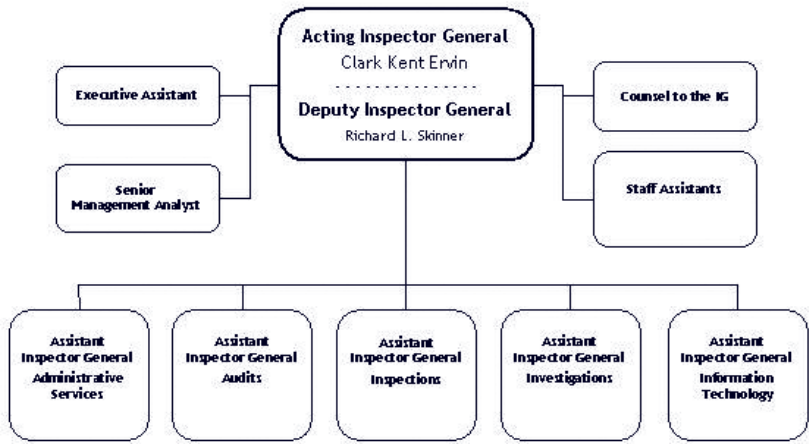 Acting Inspector General
Clark Kent Ervin
Deputy Inspector General
Richard L. Skinner
Executive Assistant
Senior
Management Analyst
Counsel to the IG
Staff Assistants
Assistant
Inspector General
Administrative
Services
Assistant
Inspector General
Audits
Assistant
Inspector General
Inspections
Assistant
Inspector General
Investigations
Assistant
Inspector General
Information
Technology